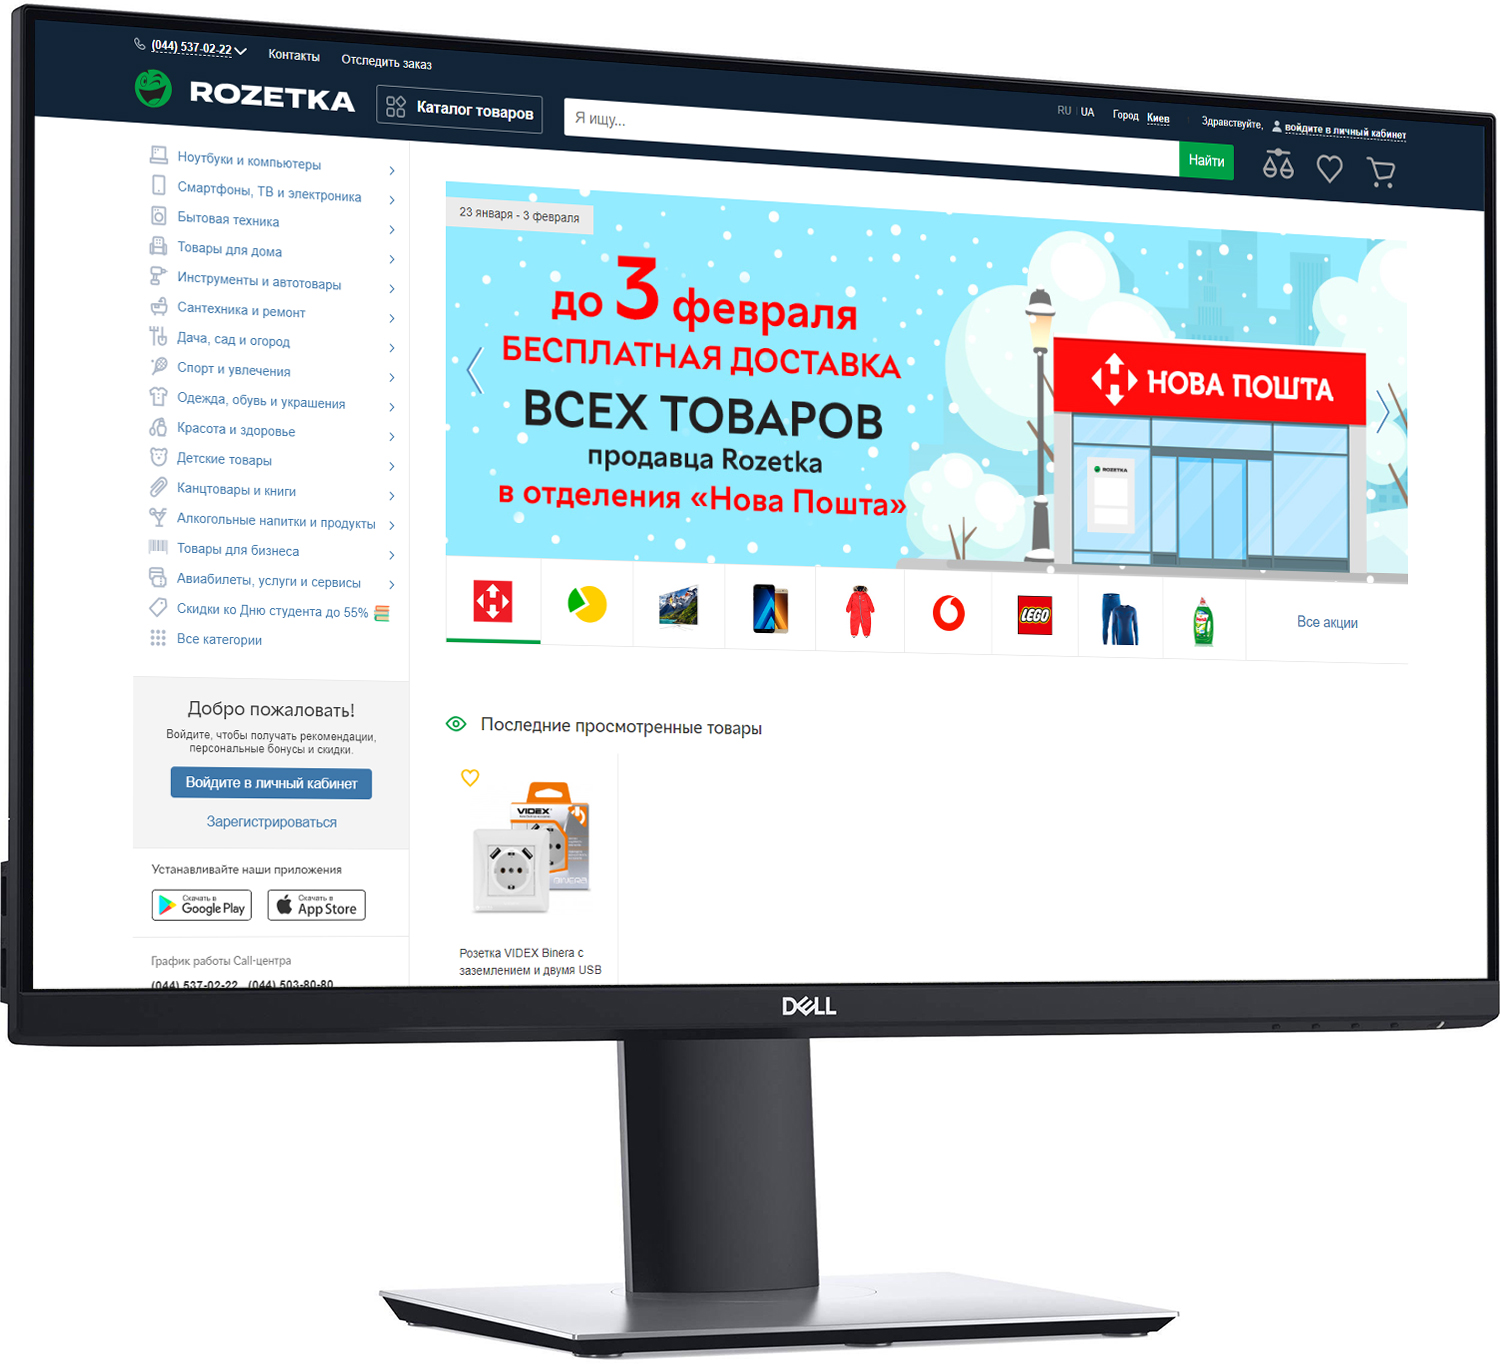 (044) 537-02-22
Контакты
Отследить заказ
ROZETKA
Каталог товаров
Я ищу...
Найти
RU | UA
Город Киев
Здравствуйте, войдите в личный кабинет
Ноутбуки и компьютеры
Смартфоны, ТВ и электроника
Бытовая техника
Товары для дома
Инструменты и автотовары
Сантехника и ремонт
Дача, сад и огород
Спорт и увлечения
Одежда, обувь и украшения
Красота и здоровье
Детские товары
Канцтовары и книги
Алкогольные напитки и продукты
Товары для бизнеса
Авиабилеты, услуги и сервисы
Скидки ко Дню студента до 55%
Все категории
23 января - 3 февраля
до 3 февраля
БЕСПЛАТНАЯ ДОСТАВКА
ВСЕХ ТОВАРОВ
продавца Rozetka
в отделения «Нова Пошта»
НОВА ПОШТА
ROZETKA
LEGO
Все акции
Добро пожаловать!
Войдите, чтобы получать рекомендации,
персональные бонусы и скидки.
Войдите в личный кабинет
Зарегистрироваться
Устанавливайте наши приложения
Скачать в
Google Play
Скачать в
App Store
График работы Call-центра
(044) 537-02-22 (044) 503-80-80
Последние просмотренные товары
VIDEX
BINERA
Розетка VIDEX Binera с
заземлением и двумя USB
DELL